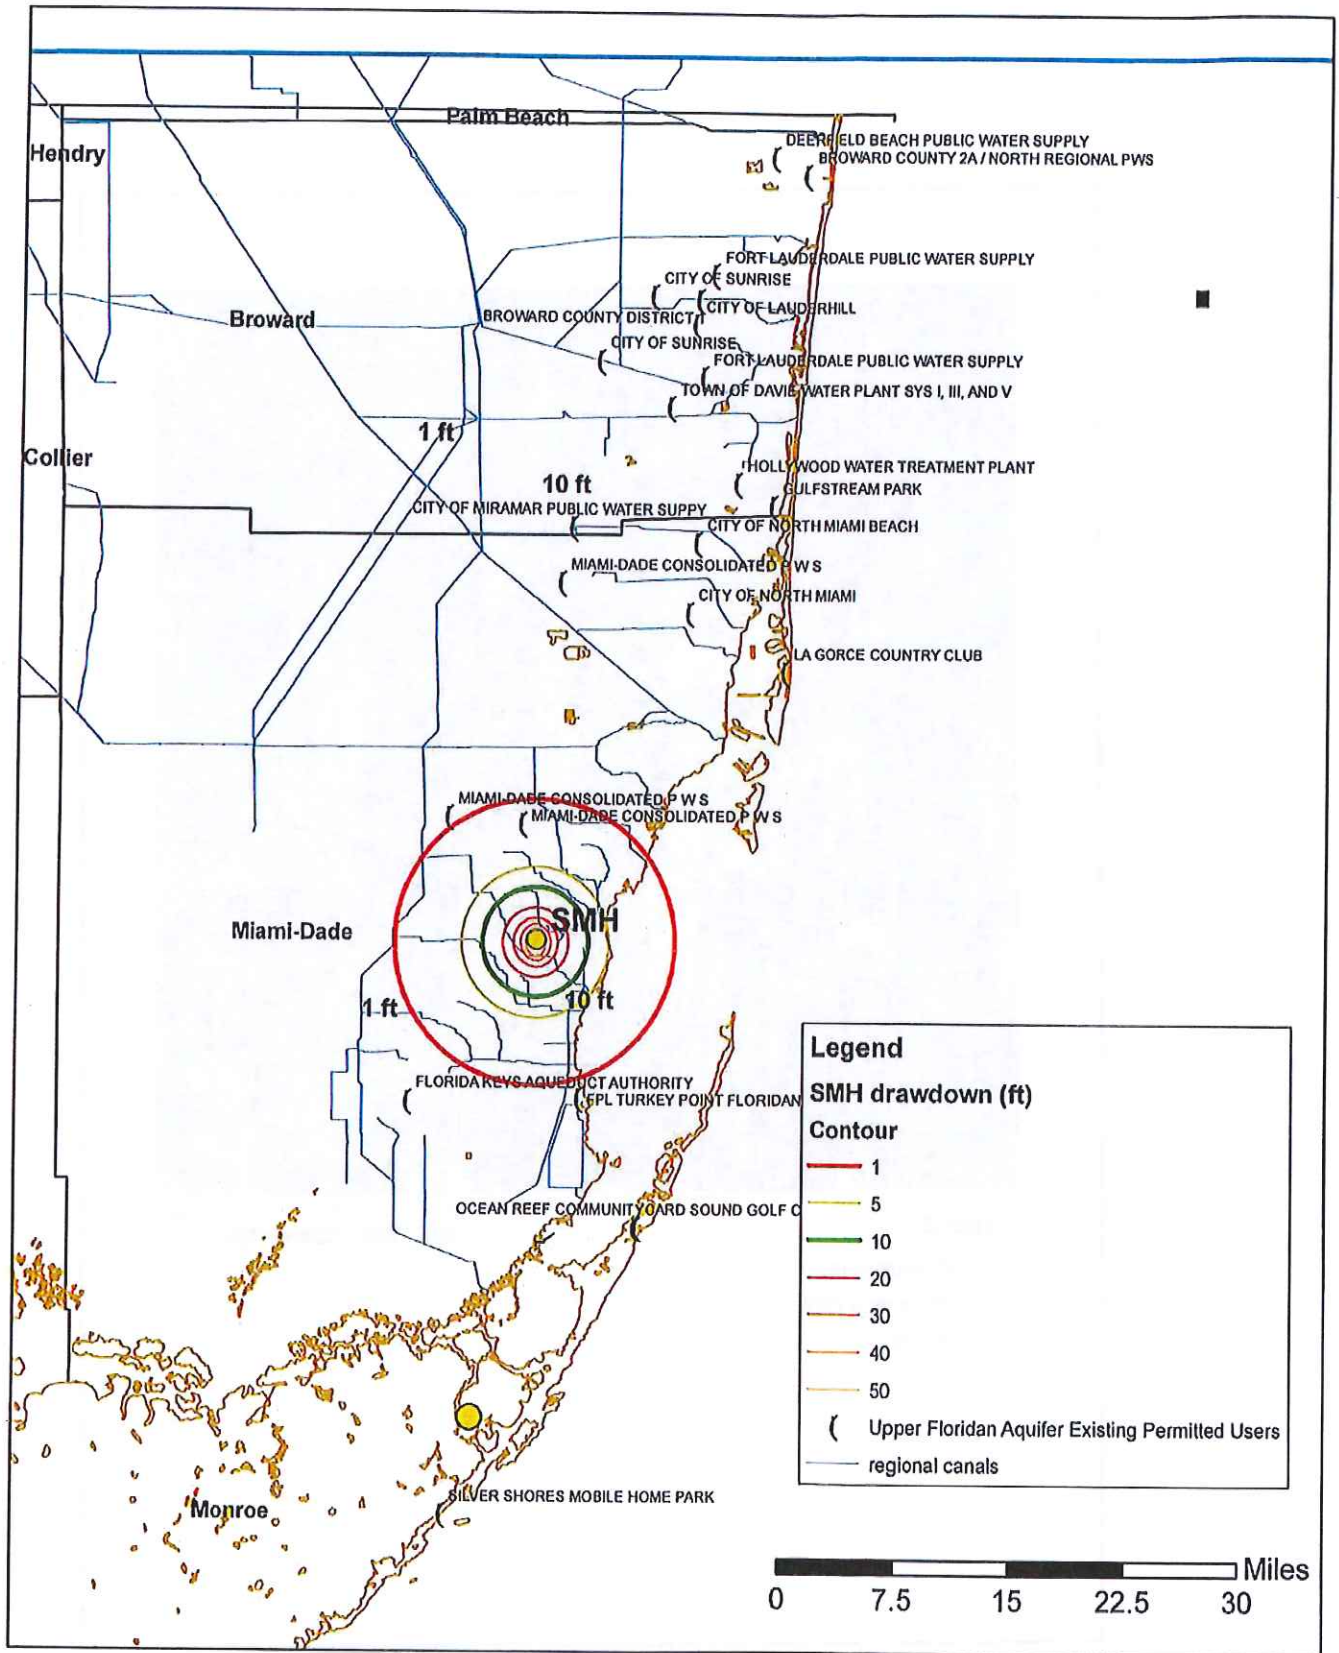 Palm Beach
DEERFIELD BEACH PUBLIC WATER SUPPLY
Hendry
BROWARD COUNTY 2A / NORTH REGIONAL PWS
FORT LAUDERDALE PUBLIC WATER SUPPLY
CITY OF SUNRISE
CITY OF LAUDERHILL
Broward
BROWARD COUNTY DISTRICT 1
CITY OF SUNRISE
FORT LAUDERDALE PUBLIC WATER SUPPLY
TOWN OF DAVIE WATER PLANT SYS I, III, AND V
1 ft
Collier
HOLLYWOOD WATER TREATMENT PLANT
10 ft
GULFSTREAM PARK
CITY OF MIRAMAR PUBLIC WATER SUPPY
CITY OF NORTH MIAMI BEACH
MIAMI-DADE CONSOLIDATED P W S
CITY OF NORTH MIAMI
LA GORCE COUNTRY CLUB
MIAMI-DADE CONSOLIDATED P W S
MIAMI-DADE CONSOLIDATED P W S
SMH
Miami-Dade
10 ft
1 ft
FLORIDA KEYS AQUEDUCT AUTHORITY
FPL TURKEY POINT FLORIDAN
OCEAN REEF COMMUNITY CARD SOUND GOLF C
Monroe
SILVER SHORES MOBILE HOME PARK
Legend
SMH drawdown (ft)
Contour
1
5
10
20
30
40
50
Upper Floridan Aquifer Existing Permitted Users
regional canals
Miles
0 7.5 15 22.5 30